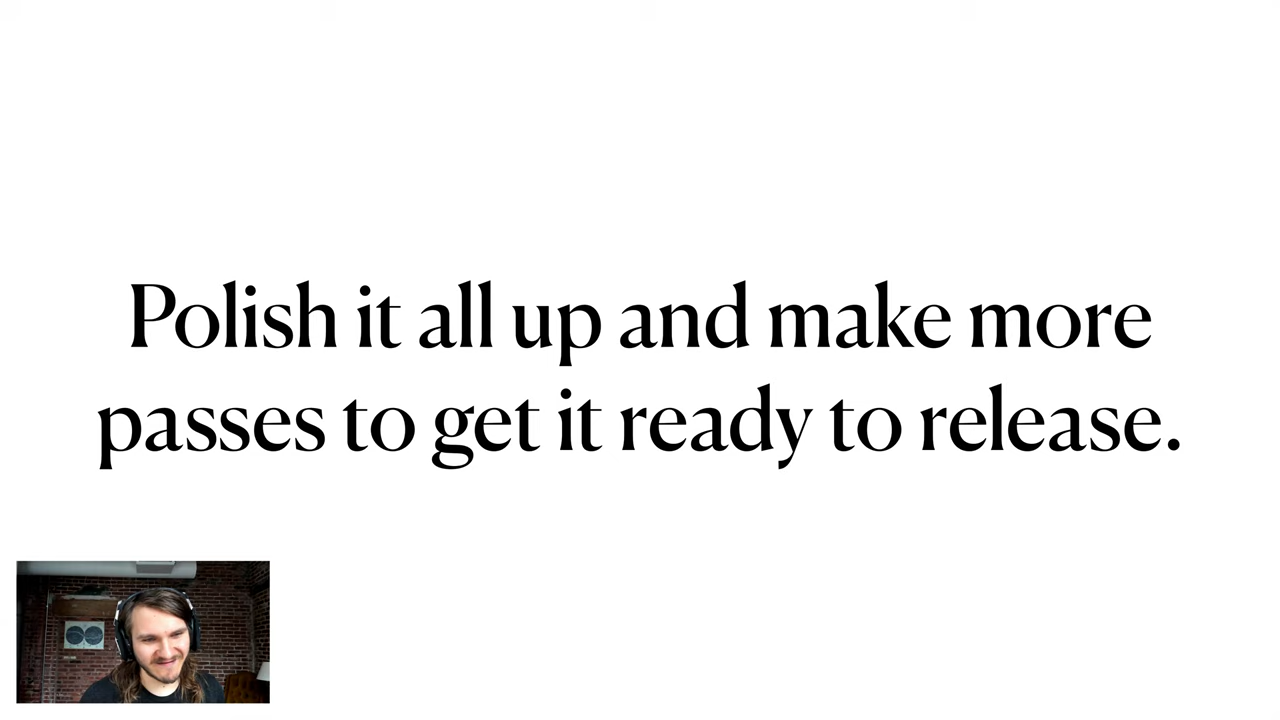 Polish it all up and make more
passes to get it ready to release.